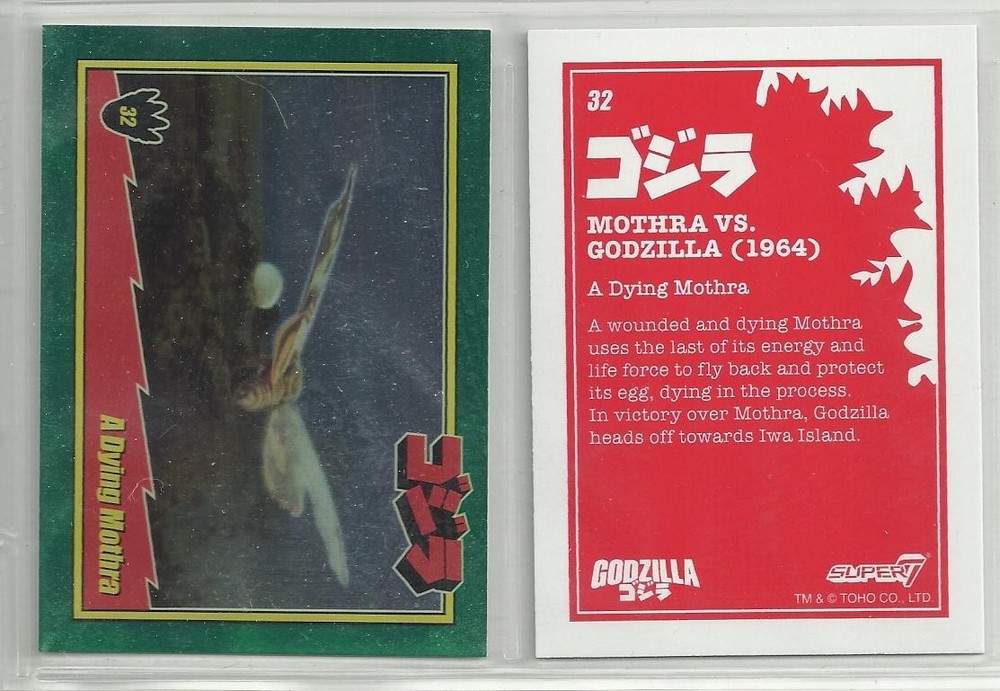 32
A Dying Mothra
ゴジラ
32
ゴジラ
MOTHRA VS.
GODZILLA (1964)
A Dying Mothra
A wounded and dying Mothra
uses the last of its energy and
life force to fly back and protect
its egg, dying in the process.
In victory over Mothra, Godzilla
heads off towards Iwa Island.
GODZILLA
ゴジラ
SUPER7®
TM & © TOHO CO., LTD.